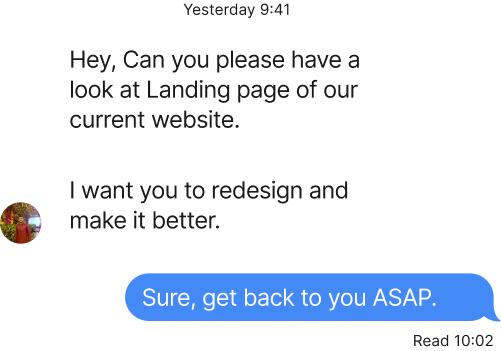 Yesterday 9:41
Hey, Can you please have a
look at Landing page of our
current website.
I want you to redesign and
make it better.
Sure, get back to you ASAP.
Read 10:02